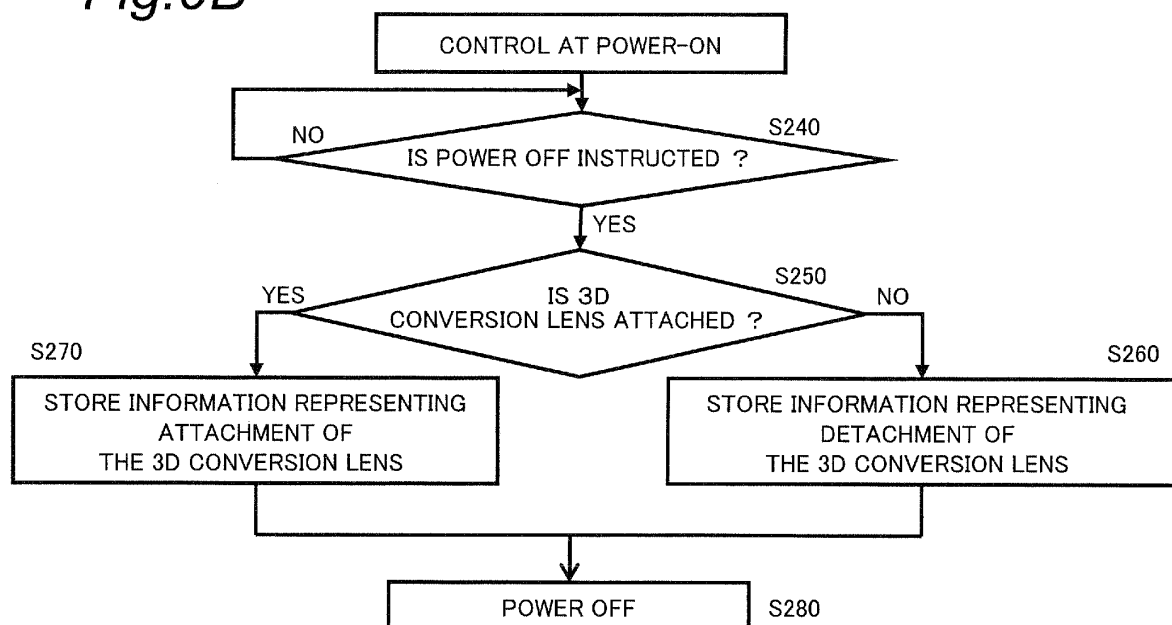 CONTROL AT POWER-ON
NO
S240
IS POWER OFF INSTRUCTED ?
YES
S250
YES
IS 3D
CONVERSION LENS ATTACHED ?
NO
S270
S260
STORE INFORMATION REPRESENTING
ATTACHMENT OF
THE 3D CONVERSION LENS
STORE INFORMATION REPRESENTING
DETACHMENT OF
THE 3D CONVERSION LENS
POWER OFF
S280